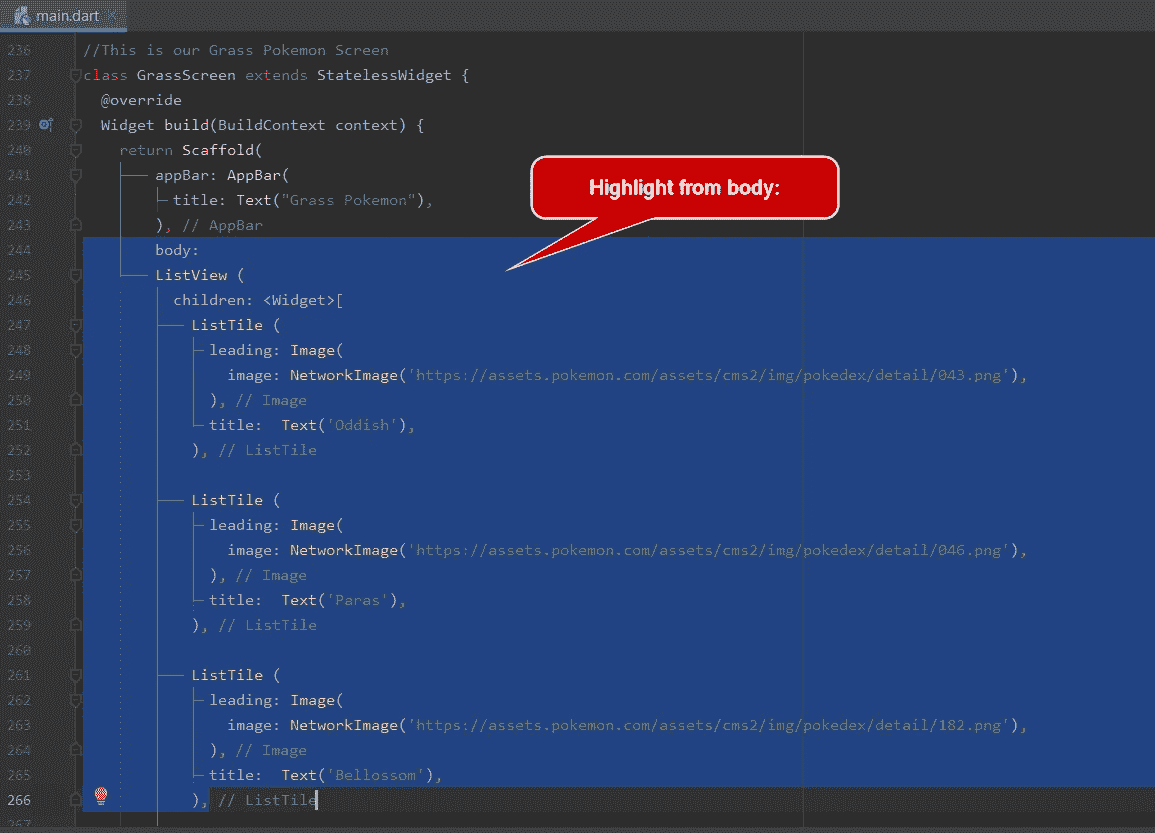 main.dart
236 //This is our Grass Pokemon Screen
237 class GrassScreen extends StatelessWidget {
238 @override
239 Widget build(BuildContext context) {
240 return Scaffold(
241 appBar: AppBar(
242 title: Text("Grass Pokemon"),
243 ), // AppBar
Highlight from body:
244 body:
245 ListView (
246 children: <Widget>[
247 ListTile (
248 leading: Image(
249 image: NetworkImage('https://assets.pokemon.com/assets/cms2/img/pokedex/detail/043.png'),
250 ), // Image
251 title:  Text('Oddish'),
252 ), // ListTile
253
254 ListTile (
255 leading: Image(
256 image: NetworkImage('https://assets.pokemon.com/assets/cms2/img/pokedex/detail/046.png'),
257 ), // Image
258 title:  Text('Paras'),
259 ), // ListTile
260
261 ListTile (
262 leading: Image(
263 image: NetworkImage('https://assets.pokemon.com/assets/cms2/img/pokedex/detail/182.png'),
264 ), // Image
265 title:  Text('Bellossom'),
266 ), // ListTile
267